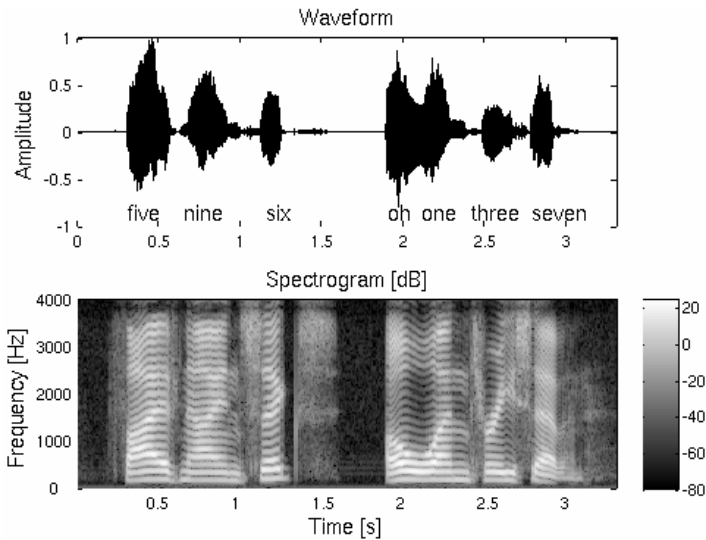 Waveform
1
0.5
0
-0.5
-1
Amplitude
five nine six oh one three seven
0 0.5 1 1.5 2 2.5 3
Spectrogram [dB]
4000
3000
2000
1000
0
Frequency [Hz]
20
0
-20
-40
-60
-80
0.5 1 1.5 2 2.5 3
Time [s]